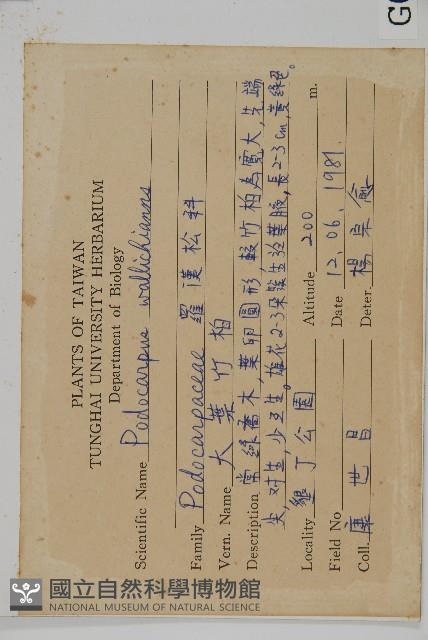 PLANTS OF TAIWAN
TUNGHAI UNIVERSITY HERBARIUM
Department of Biology
Scientific Name Podocarpus wallichianns
Family Podocarpaceae 羅漢松科
Vern. Name 大葉竹柏
Description 常綠喬木,葉卵圓形,較竹柏為寬大,先端
尖,对生,少互生。雄花2-3朵簇生於葉腋,長2-3cm,黃綠色。
Locality 墾丁公園 Altitude 200 m.
Field No Date 12.06.1981.
Coll. 康世昌 Deter. 楊宗愈
國立自然科學博物館
NATIONAL MUSEUM OF NATURAL SCIENCE